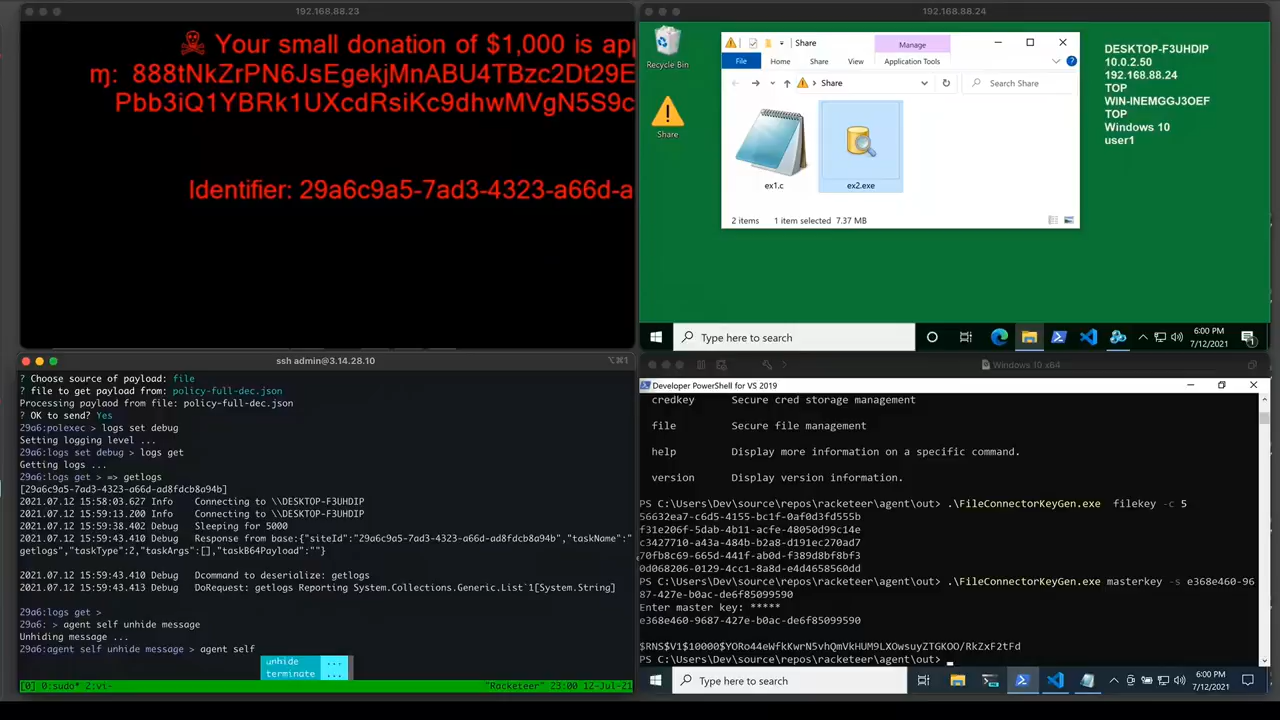 192.168.88.23
☠ Your small donation of $1,000 is
ɱ: 888tNkZrPN6JsEgekjMnABU4TBzc2Dt29E
Pbb3iQ1YBRk1UXcdRsiKc9dhwMVgN5S9c
Identifier: 29a6c9a5-7ad3-4323-a66d-a
192.168.88.24
Recycle Bin
Share
Share
Manage
File
Home
Share
View
Application Tools
Share
Search Share
ex1.c
ex2.exe
2 items
1 item selected 7.37 MB
DESKTOP-F3UHDIP
10.0.2.50
192.168.88.24
TOP
WIN-INEMGGJ3OEF
TOP
Windows 10
user1
Type here to search
6:00 PM
7/12/2021
ssh admin@3.14.28.10
⌥⌘1
? Choose source of payload: file
? file to get payload from: policy-full-dec.json
Processing payload from file: policy-full-dec.json
? OK to send? Yes
29a6:polexec > logs set debug
Setting logging level ...
29a6:logs set debug > logs get
Getting logs ...
29a6:logs get > => getlogs
[29a6c9a5-7ad3-4323-a66d-ad8fdcb8a94b]
2021.07.12 15:58:03.627 Info Connecting to \\DESKTOP-F3UHDIP
2021.07.12 15:59:13.200 Info Connecting to \\DESKTOP-F3UHDIP
2021.07.12 15:59:38.402 Debug Sleeping for 5000
2021.07.12 15:59:43.410 Debug Response from base:{"siteId":"29a6c9a5-7ad3-4323-a66d-ad8fdcb8a94b","taskName":"
getlogs","taskType":2,"taskArgs":[],"taskB64Payload":""}
2021.07.12 15:59:43.410 Debug Dcommand to deserialize: getlogs
2021.07.12 15:59:43.413 Debug DoRequest: getlogs Reporting System.Collections.Generic.List`1[System.String]
29a6:logs get >
29a6: > agent self unhide message
Unhiding message ...
29a6:agent self unhide message > agent self
unhide ...
terminate ...
[0] 0:sudo* 2:vi-
"Racketeer" 23:00 12-Jul-21
Windows 10 x64
Developer PowerShell for VS 2019
credkey Secure cred storage management
file Secure file management
help Display more information on a specific command.
version Display version information.
PS C:\Users\Dev\source\repos\racketeer\agent\out> .\FileConnectorKeyGen.exe filekey -c 5
56632ea7-c6d5-4155-bc1f-0af0d3fd555b
f31e206f-5dab-4b11-acfe-48050d99c14e
c3427710-a43a-484b-b2a8-d191ec270ad7
70fb8c69-665d-441f-ab0d-f389d8bf8bf3
0d068206-0129-4cc1-8a8d-e4d4658560dd
PS C:\Users\Dev\source\repos\racketeer\agent\out> .\FileConnectorKeyGen.exe masterkey -s e368e460-96
87-427e-b0ac-de6f85099590
Enter master key: *****
e368e460-9687-427e-b0ac-de6f85099590
$RNS$V1$10000$YORo44eWfkKwrN5vhQmVkHUM9LXOwsuyZTGKOO/RkZxF2tFd
PS C:\Users\Dev\source\repos\racketeer\agent\out>
Type here to search
6:00 PM
7/12/2021